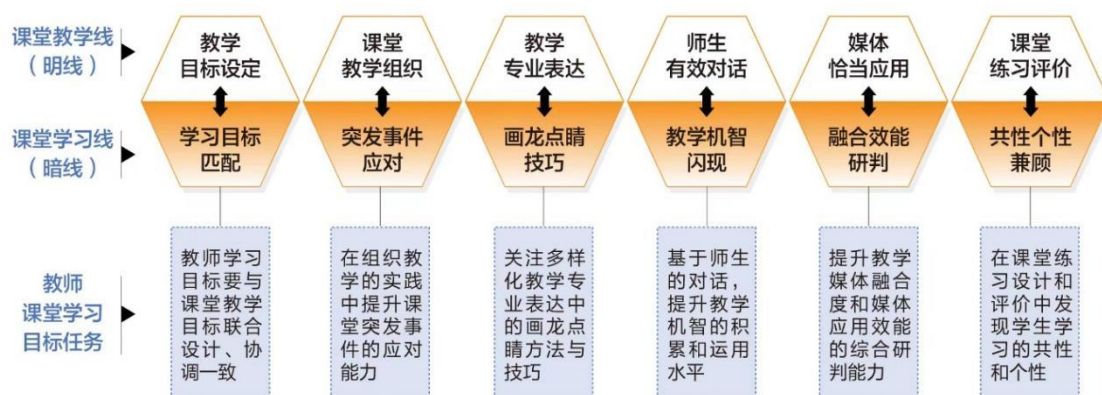 课堂教学线
（明线）
教学
目标设定
课堂
教学组织
教学
专业表达
师生
有效对话
媒体
恰当应用
课堂
练习评价
课堂学习线
（暗线）
学习目标
匹配
突发事件
应对
画龙点睛
技巧
教学机智
闪现
融合效能
研判
共性个性
兼顾
教师
课堂学习
目标任务
教师学习
目标要与
课堂教学
目标联合
设计、协
调一致
在组织教
学的实践
中提升课
堂突发事
件的应对
能力
关注多样
化教学专
业表达中
的画龙点
睛方法与
技巧
基于师生
的对话，
提升教学
机智的积
累和运用
水平
提升教学
媒体融合
度和媒体
应用效能
的综合研
判能力
在课堂练
习设计和
评价中发
现学生学
习的共性
和个性